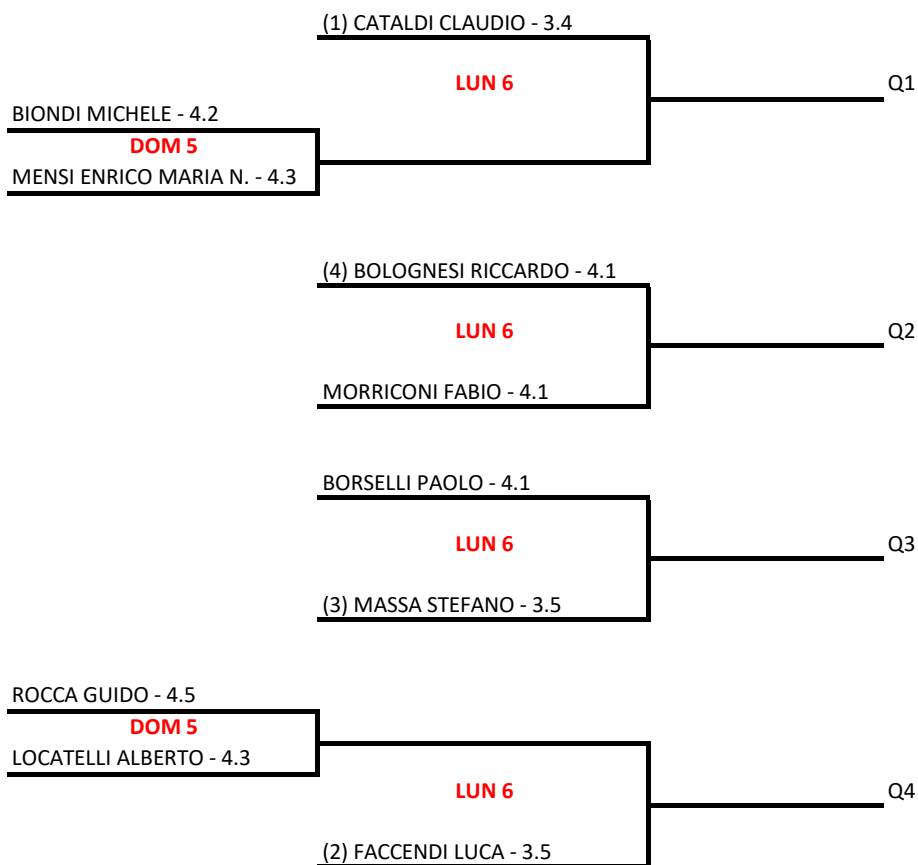 (1) CATALDI CLAUDIO - 3.4
LUN 6
Q1
BIONDI MICHELE - 4.2
DOM 5
MENSI ENRICO MARIA N. - 4.3
(4) BOLOGNESI RICCARDO - 4.1
LUN 6
Q2
MORRICONI FABIO - 4.1
BORSELLI PAOLO - 4.1
LUN 6
Q3
(3) MASSA STEFANO - 3.5
ROCCA GUIDO - 4.5
DOM 5
LOCATELLI ALBERTO - 4.3
LUN 6
Q4
(2) FACCENDI LUCA - 3.5